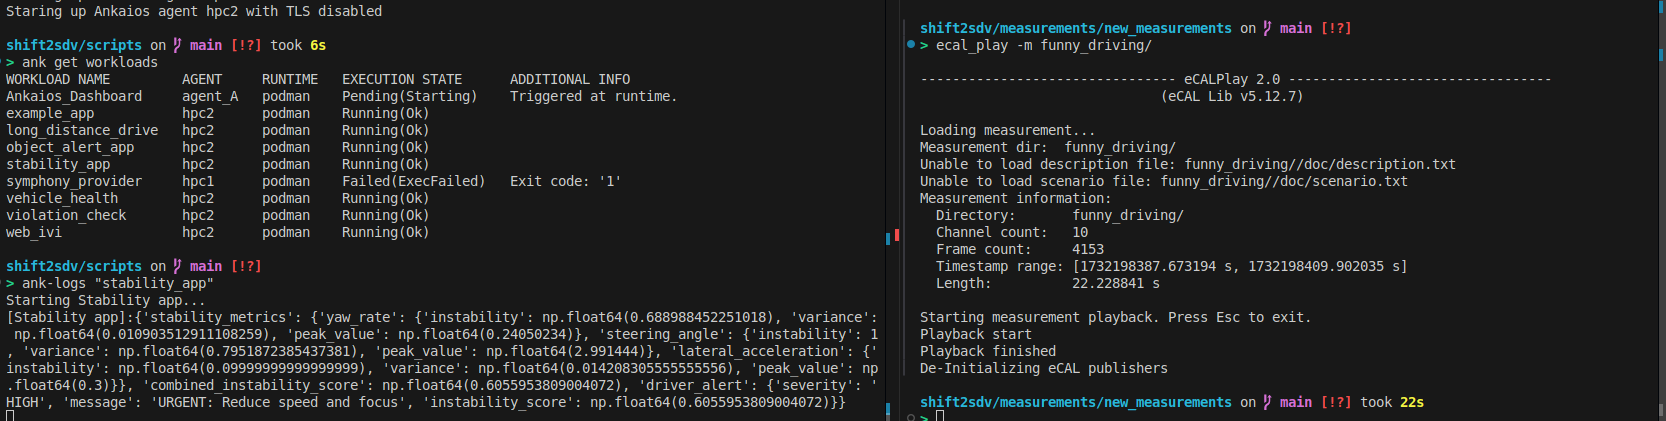 Staring up Ankaios agent hpc2 with TLS disabled
shift2sdv/scripts on main [!?] took 6s
> ank get workloads
WORKLOAD NAME AGENT RUNTIME EXECUTION STATE ADDITIONAL INFO
Ankaios_Dashboard agent_A podman Pending(Starting) Triggered at runtime.
example_app hpc2 podman Running(Ok)
long_distance_drive hpc2 podman Running(Ok)
object_alert_app hpc2 podman Running(Ok)
stability_app hpc2 podman Running(Ok)
symphony_provider hpc1 podman Failed(ExecFailed) Exit code: '1'
vehicle_health hpc2 podman Running(Ok)
violation_check hpc2 podman Running(Ok)
web_ivi hpc2 podman Running(Ok)
shift2sdv/scripts on main [!?]
> ank-logs "stability_app"
Starting Stability app...
[Stability app]:{'stability_metrics': {'yaw_rate': {'instability': np.float64(0.688988452251018), 'variance':
np.float64(0.010903512911108259), 'peak_value': np.float64(0.24050234)}, 'steering_angle': {'instability': 1
, 'variance': np.float64(0.7951872385437381), 'peak_value': np.float64(2.991444)}, 'lateral_acceleration': {'
instability': np.float64(0.09999999999999999), 'variance': np.float64(0.014208305555555556), 'peak_value': np
.float64(0.3)}}, 'combined_instability_score': np.float64(0.6055953809004072), 'driver_alert': {'severity': '
HIGH', 'message': 'URGENT: Reduce speed and focus', 'instability_score': np.float64(0.6055953809004072)}}
shift2sdv/measurements/new_measurements on main [!?]
> ecal_play -m funny_driving/
-------------------------------- eCALPlay 2.0 ---------------------------------
(eCAL Lib v5.12.7)
Loading measurement...
Measurement dir: funny_driving/
Unable to load description file: funny_driving//doc/description.txt
Unable to load scenario file: funny_driving//doc/scenario.txt
Measurement information:
Directory: funny_driving/
Channel count: 10
Frame count: 4153
Timestamp range: [1732198387.673194 s, 1732198409.902035 s]
Length: 22.228841 s
Starting measurement playback. Press Esc to exit.
Playback start
Playback finished
De-Initializing eCAL publishers
shift2sdv/measurements/new_measurements on main [!?] took 22s
>